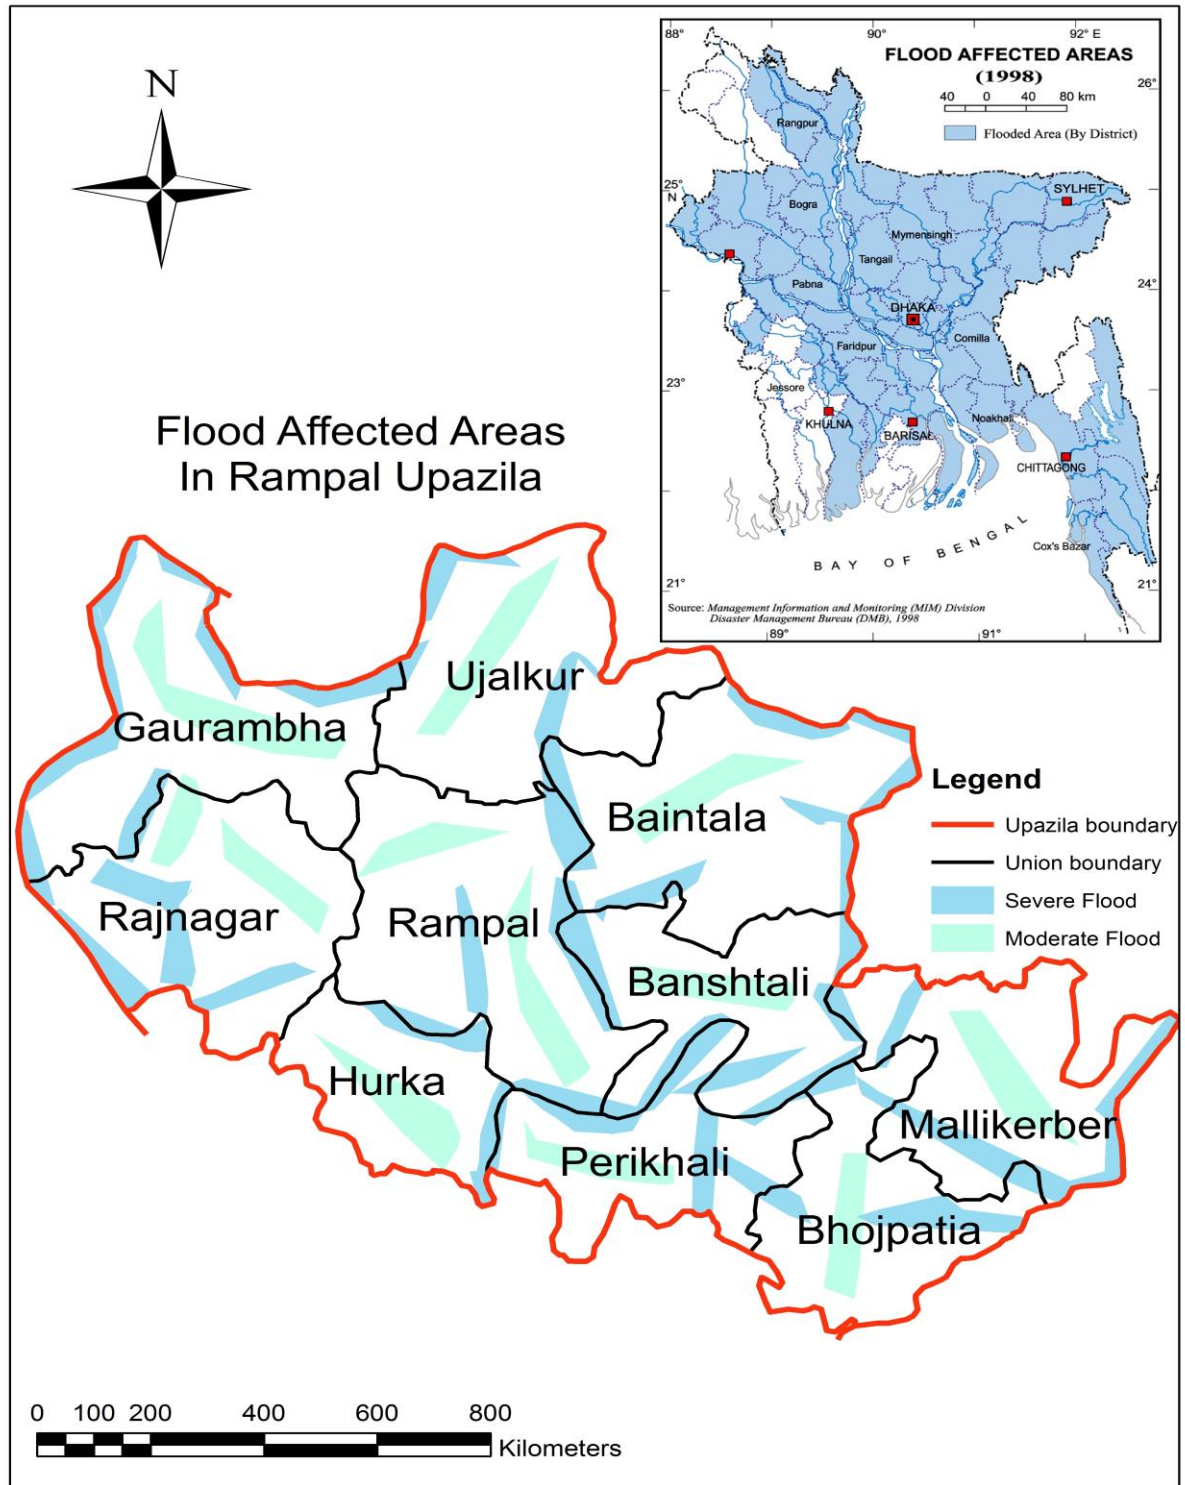 N
Flood Affected Areas
In Rampal Upazila
88°
90°
92° E
FLOOD AFFECTED AREAS
(1998)
40 0 40 80 km
Flooded Area (By District)
26°
25°
N
24°
23°
21°
21°
89°
91°
Rangpur
Bogra
SYLHET
Mymensingh
Tangail
Pabna
DHAKA
Faridpur
Comilla
Jessore
KHULNA
BARISAL
Noakhali
CHITTAGONG
Cox's Bazar
BAY OF BENGAL
Source: Management Information and Monitoring (MIM) Division
Disaster Management Bureau (DMB), 1998
Ujalkur
Gaurambha
Baintala
Rajnagar
Rampal
Banshtali
Hurka
Mallikerber
Perikhali
Bhojpatia
Legend
Upazila boundary
Union boundary
Severe Flood
Moderate Flood
0 100 200 400 600 800
Kilometers